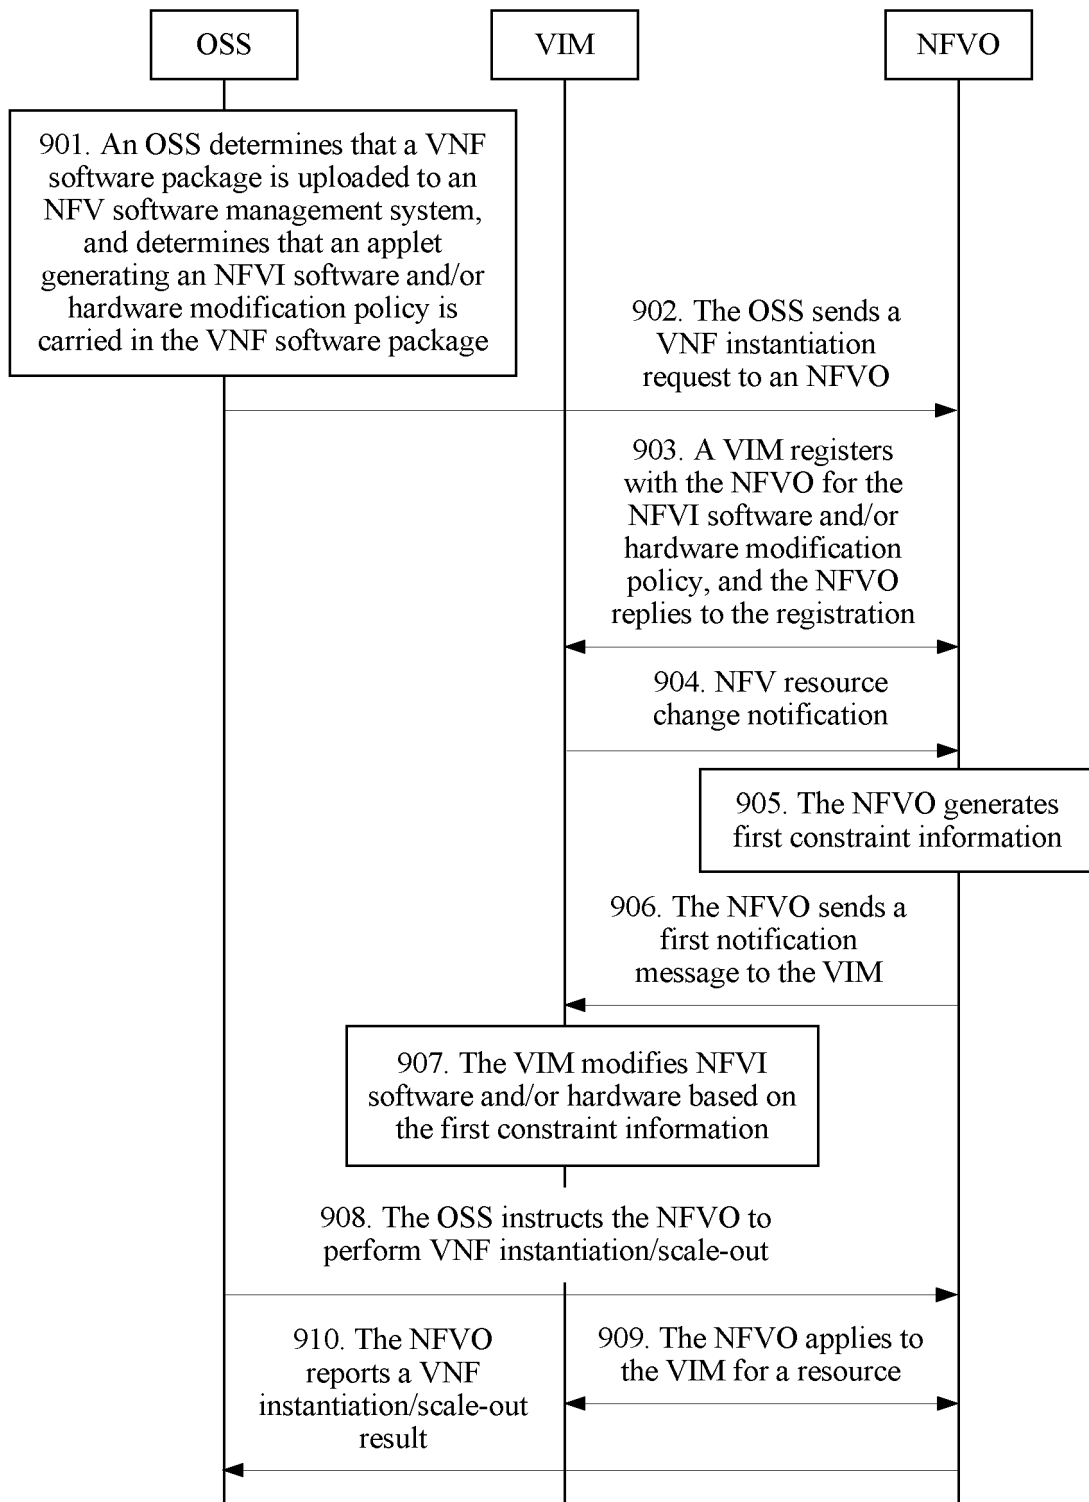 OSS
VIM
NFVO
901. An OSS determines that a VNF
software package is uploaded to an
NFV software management system,
and determines that an applet
generating an NFVI software and/or
hardware modification policy is
carried in the VNF software package
902. The OSS sends a
VNF instantiation
request to an NFVO
903. A VIM registers
with the NFVO for the
NFVI software and/or
hardware modification
policy, and the NFVO
replies to the registration
904. NFV resource
change notification
905. The NFVO generates
first constraint information
906. The NFVO sends a
first notification
message to the VIM
907. The VIM modifies NFVI
software and/or hardware based on
the first constraint information
908. The OSS instructs the NFVO to
perform VNF instantiation/scale-out
909. The NFVO applies to
the VIM for a resource
910. The NFVO
reports a VNF
instantiation/scale-out
result